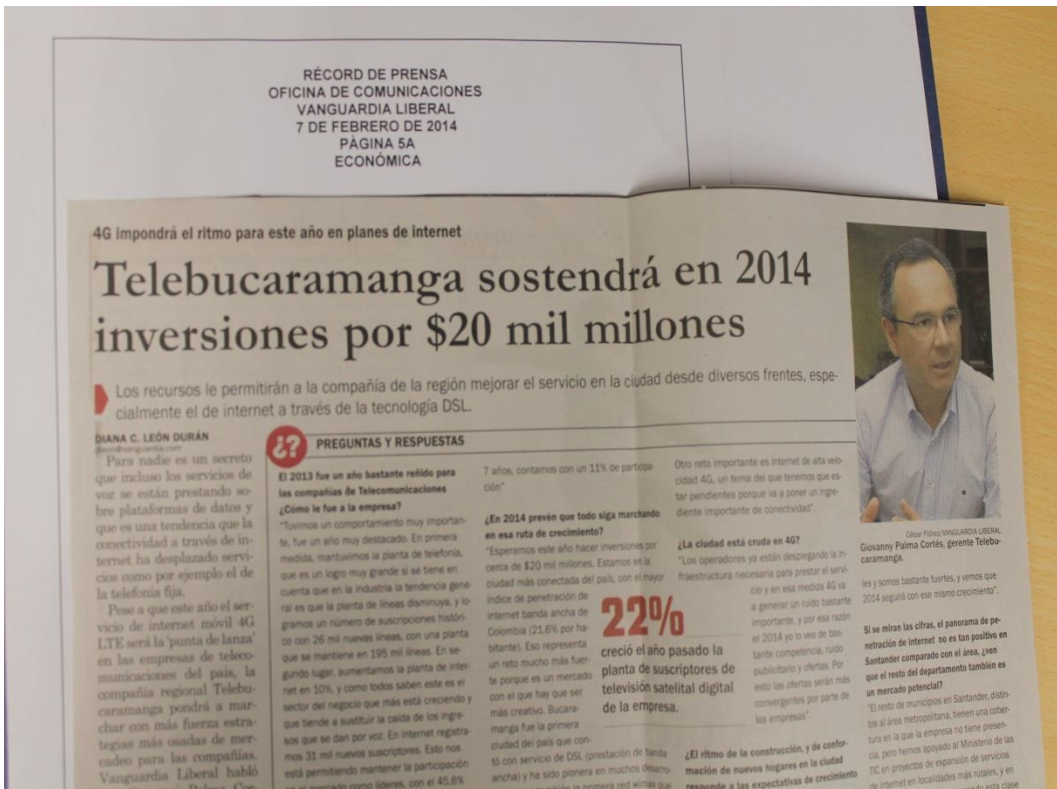 RÉCORD DE PRENSA
OFICINA DE COMUNICACIONES
VANGUARDIA LIBERAL
7 DE FEBRERO DE 2014
PÀGINA 5A
ECONÓMICA
4G impondrá el ritmo para este año en planes de internet
Telebucaramanga sostendrá en 2014
inversiones por $20 mil millones
Los recursos le permitirán a la compañía de la región mejorar el servicio en la ciudad desde diversos frentes, espe-
cialmente el de internet a través de la tecnología DSL.
DIANA C. LEÓN DURÁN
Para nadie es un secreto
que incluso los servicios de
voz se están prestando so-
bre plataformas de datos y
que es una tendencia que la
conectividad a través de in-
ternet ha desplazado servi-
cios como por ejemplo el de
la telefonía fija.
Pese a que este año el ser-
vicio de internet móvil 4G
LTE será la 'punta de lanza'
en las empresas de teleco-
municaciones del país, la
compañía regional Telebu-
caramanga pondrá a mar-
char con más fuerza estra-
tegias más osadas de mer-
cadeo para las compañías.
Vanguardia Liberal habló
¿? PREGUNTAS Y RESPUESTAS
El 2013 fue un año bastante reñido para
las compañías de Telecomunicaciones
¿Cómo le fue a la empresa?
"Tuvimos un comportamiento muy importan-
te, fue un año muy destacado. En primera
medida, mantuvimos la planta de telefonía,
que es un logro muy grande si se tiene en
cuenta que en la industria la tendencia gene-
ral es que la planta de líneas disminuya, y lo-
gramos un número de suscripciones históri-
co con 26 mil nuevas líneas, con una planta
que se mantiene en 195 mil líneas. En se-
gundo lugar, aumentamos la planta de inter-
net en 10%, y como todos saben este es el
sector del negocio que más está creciendo y
que tiende a sustituir la caída de los ingre-
sos que se dan por voz. En internet registra-
mos 31 mil nuevos suscriptores. Esto nos
está permitiendo mantener la participación
en el mercado como líderes, con el 45,6%
7 años, contamos con un 11% de participa-
ción"
¿En 2014 prevén que todo siga marchando
en esa ruta de crecimiento?
"Esperamos este año hacer inversiones por
cerca de $20 mil millones. Estamos en la
ciudad más conectada del país, con el mayor
índice de penetración de
internet banda ancha de
Colombia (21,6% por ha-
bitante). Eso representa
un reto mucho más fuer-
te porque es un mercado
con el que hay que ser
más creativo. Bucara-
manga fue la primera
ciudad del país que con-
tó con servicio de DSL (prestación de banda
ancha) y ha sido pionera en muchos desarro-
22%
creció el año pasado la
planta de suscriptores de
televisión satelital digital
de la empresa.
Otro reto importante es internet de alta velo-
cidad 4G, un tema del que tenemos que es-
tar pendientes porque va a poner un ingre-
diente importante de conectividad".
¿La ciudad está cruda en 4G?
"Los operadores ya están desplegando la in-
fraestructura necesaria para prestar el servi-
cio y en esa medida 4G va
a generar un ruido bastante
importante, y por esa razón
el 2014 yo lo veo de bas-
tante competencia, ruido
publicitario y ofertas. Por
esto las ofertas serán más
convergentes por parte de
los empresas".
¿El ritmo de la construcción, y de confor-
mación de nuevos hogares en la ciudad
responde a las expectativas de crecimiento
César Flórez/VANGUARDIA LIBERAL
Giovanny Palma Cortés, gerente Telebu-
caramanga.
les y somos bastante fuertes, y vemos que
2014 seguirá con ese mismo crecimiento".
Si se miran las cifras, el panorama de pe-
netración de internet no es tan positivo en
Santander comparado con el área, ¿ven
que el resto del departamento también es
un mercado potencial?
"El resto de municipios en Santander, distin-
tos al área metropolitana, tienen una cober-
tura en la que la empresa no tiene presen-
cia, pero hemos apoyado al Ministerio de las
TIC en proyectos de expansión de servicios
de internet en localidades más rurales, y en